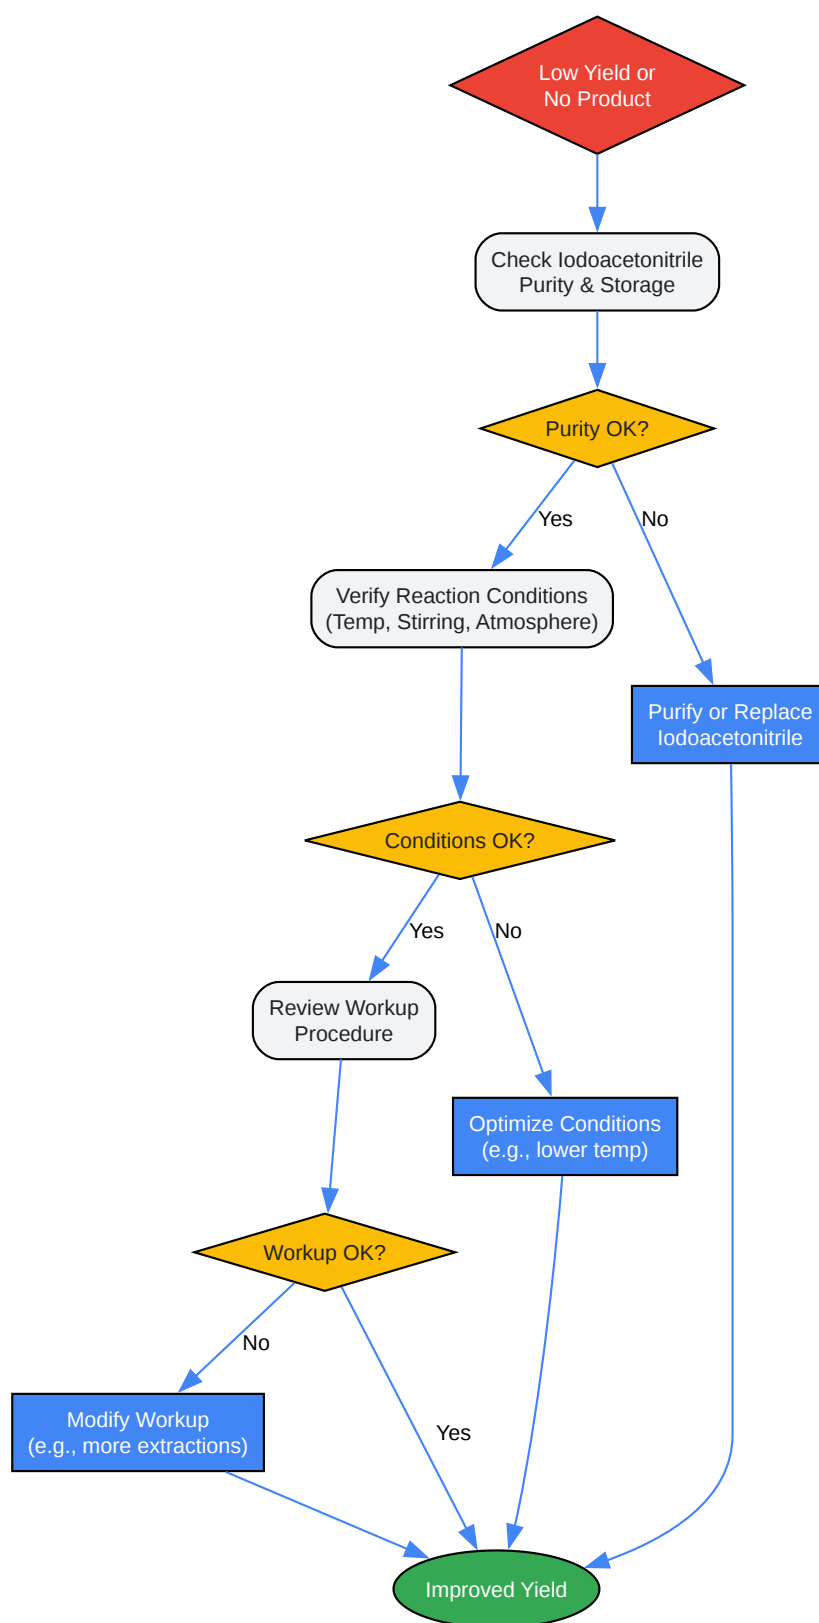 Low Yield or
No Product
Check Iodoacetonitrile
Purity & Storage
Purity OK?
Yes
No
Verify Reaction Conditions
(Temp, Stirring, Atmosphere)
Purify or Replace
Iodoacetonitrile
Conditions OK?
Yes
No
Review Workup
Procedure
Optimize Conditions
(e.g., lower temp)
Workup OK?
No
Yes
Modify Workup
(e.g., more extractions)
Improved Yield